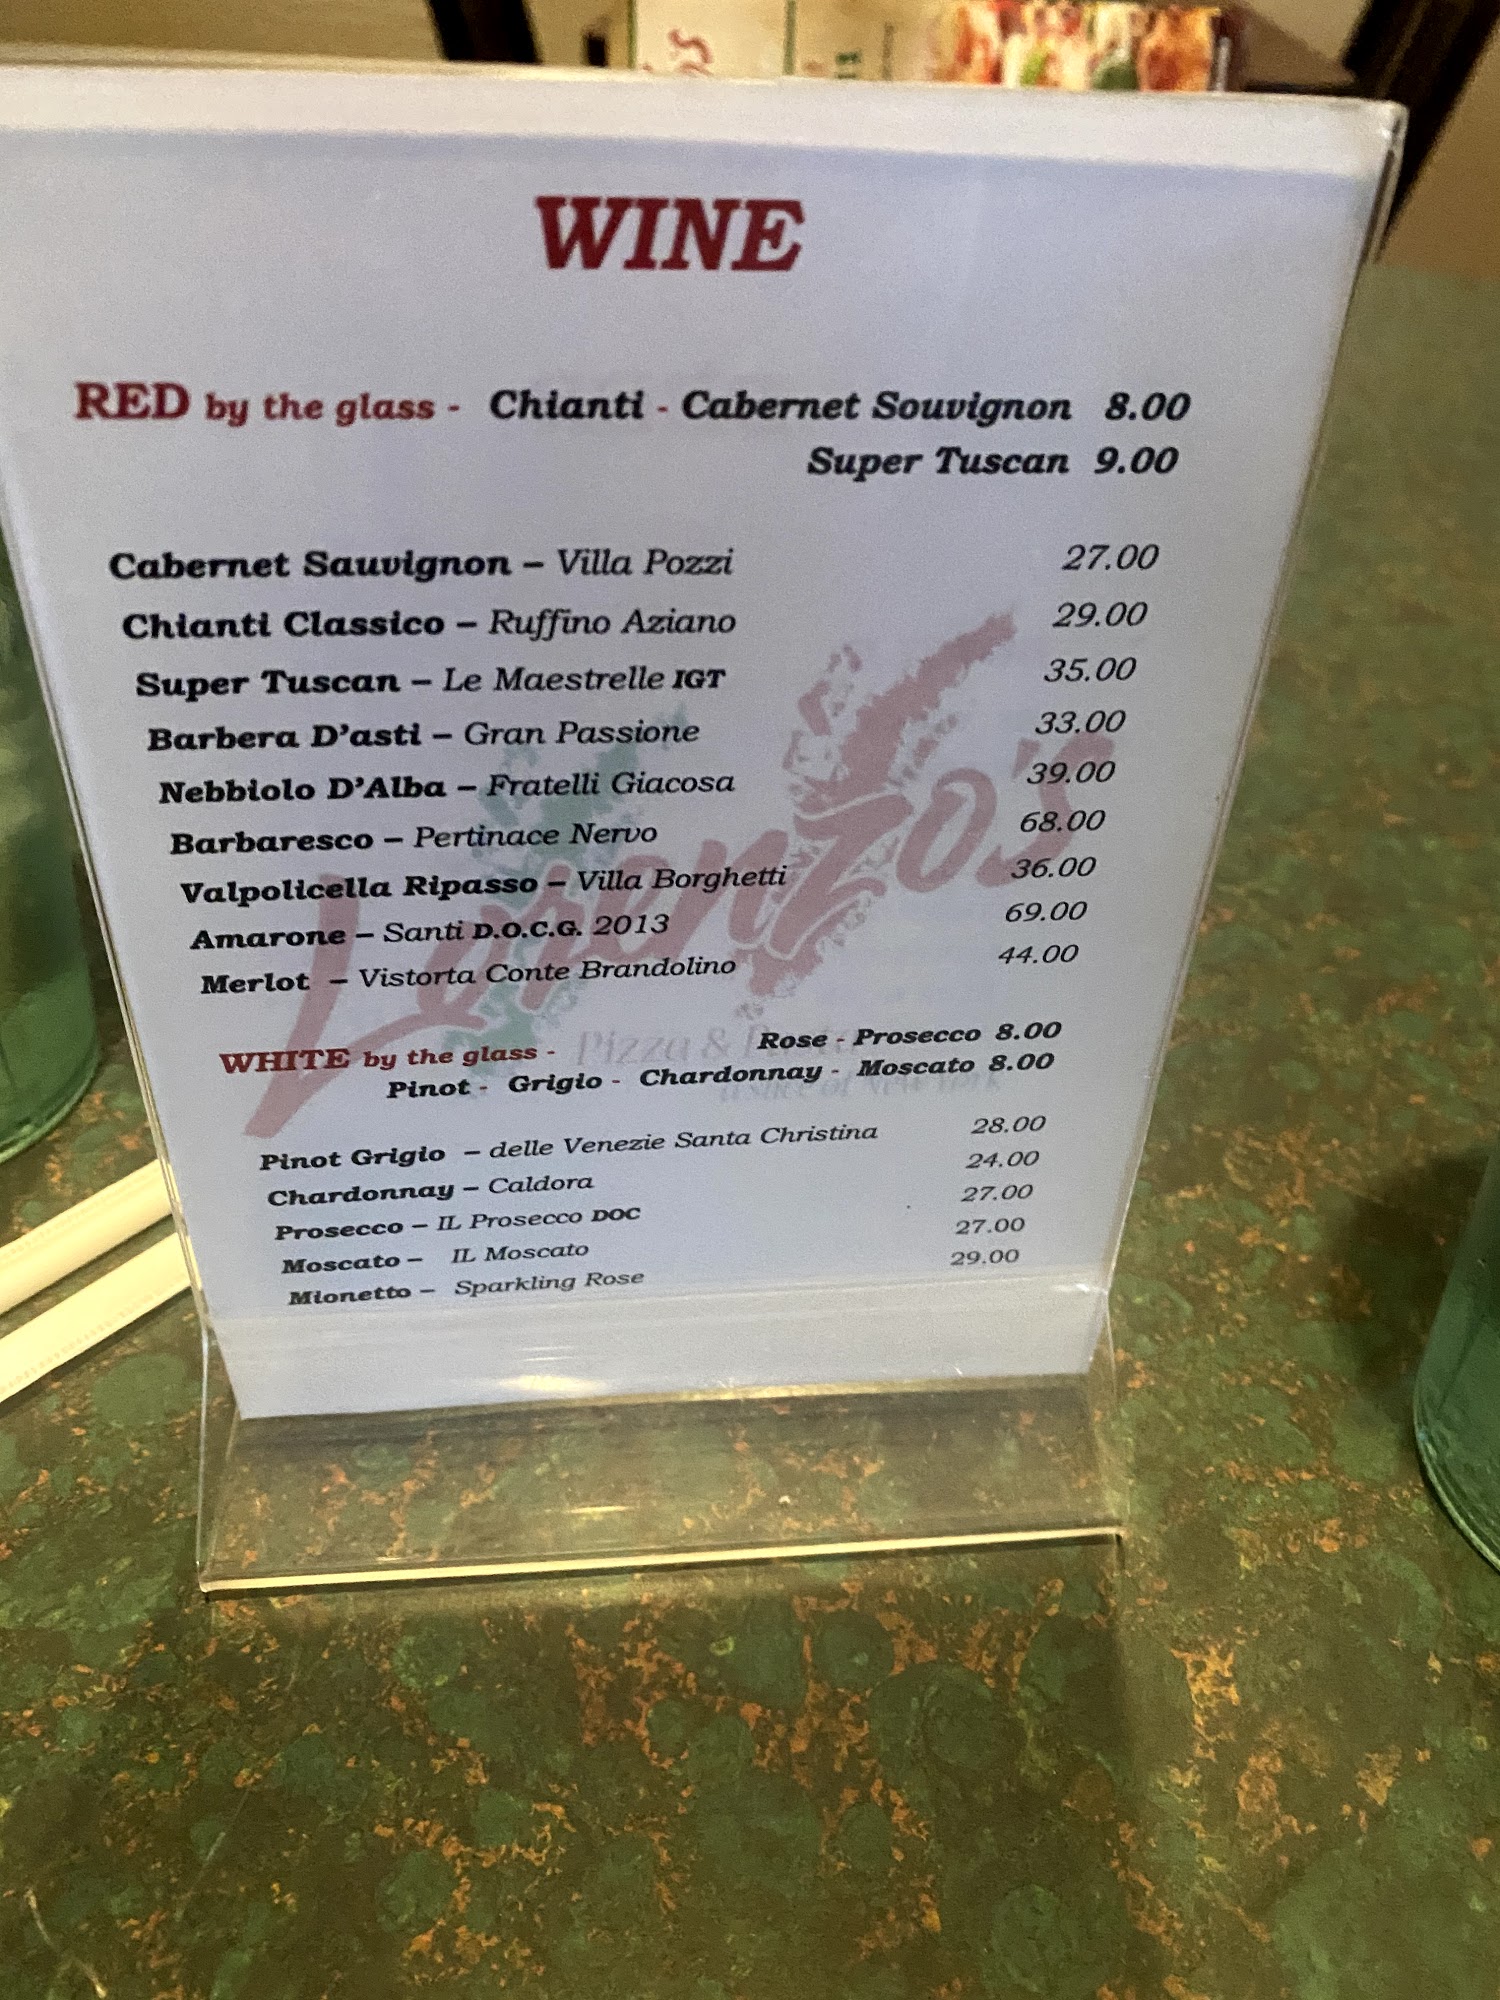 WINE
RED by the glass - Chianti - Cabernet Souvignon 8.00
Super Tuscan 9.00
Cabernet Sauvignon – Villa Pozzi 27.00
Chianti Classico – Ruffino Aziano 29.00
Super Tuscan – Le Maestrelle IGT 35.00
Barbera D'asti – Gran Passione 33.00
Nebbiolo D'Alba – Fratelli Giacosa 39.00
Barbaresco – Pertinace Nervo 68.00
Valpolicella Ripasso – Villa Borghetti 36.00
Amarone – Santi D.O.C.G. 2013 69.00
Merlot – Vistorta Conte Brandolino 44.00
Lorenzo's
Pizza & Pasta
WHITE by the glass - Rose - Prosecco 8.00
Pinot - Grigio - Chardonnay - Moscato 8.00
Pinot Grigio – delle Venezie Santa Christina 28.00
Chardonnay – Caldora 24.00
Prosecco – IL Prosecco DOC 27.00
Moscato – IL Moscato 27.00
Mionetto – Sparkling Rose 29.00